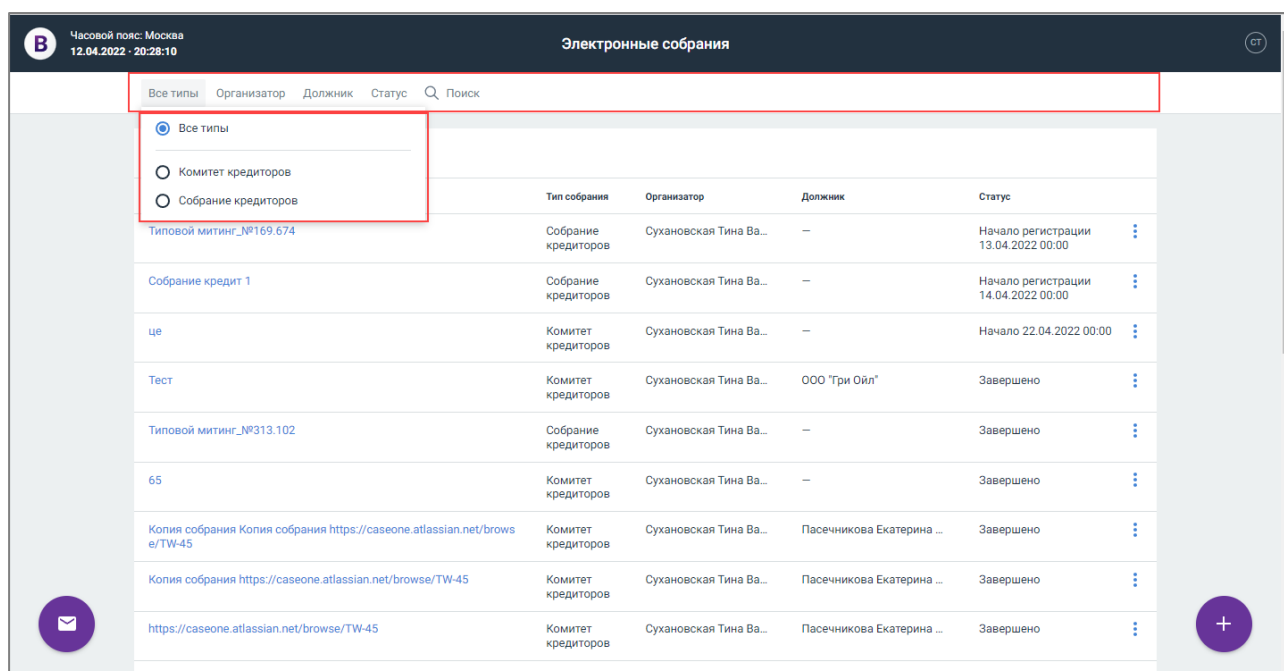 B
Часовой пояс: Москва
12.04.2022 · 20:28:10
Электронные собрания
СТ
Все типы Организатор Должник Статус Поиск
Все типы
Комитет кредиторов
Собрание кредиторов
Тип собрания Организатор Должник Статус
Типовой митинг_№169.674 Собрание Сухановская Тина Ва... — Начало регистрации
кредиторов 13.04.2022 00:00
Собрание кредит 1 Собрание Сухановская Тина Ва... — Начало регистрации
кредиторов 14.04.2022 00:00
це Комитет Сухановская Тина Ва... — Начало 22.04.2022 00:00
кредиторов
Тест Комитет Сухановская Тина Ва... ООО "Гри Ойл" Завершено
кредиторов
Типовой митинг_№313.102 Собрание Сухановская Тина Ва... — Завершено
кредиторов
65 Комитет Сухановская Тина Ва... — Завершено
кредиторов
Копия собрания Копия собрания https://caseone.atlassian.net/brows Комитет Сухановская Тина Ва... Пасечникова Екатерина ... Завершено
e/TW-45 кредиторов
Копия собрания https://caseone.atlassian.net/browse/TW-45 Комитет Сухановская Тина Ва... Пасечникова Екатерина ... Завершено
кредиторов
https://caseone.atlassian.net/browse/TW-45 Комитет Сухановская Тина Ва... Пасечникова Екатерина ... Завершено
кредиторов